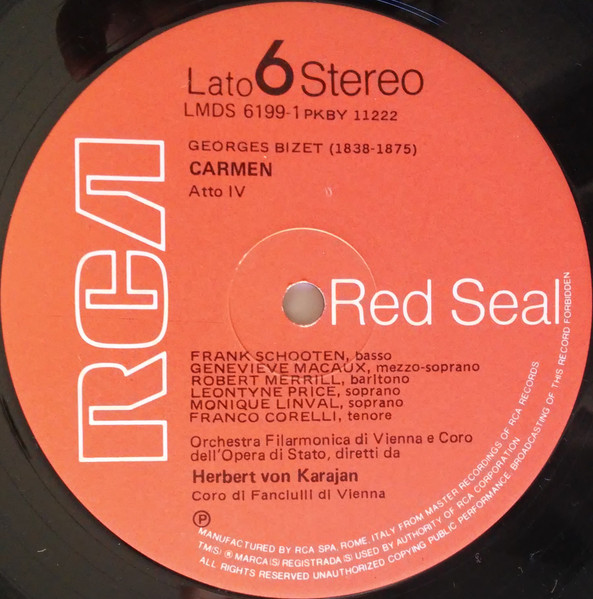 Lato 6 Stereo
LMDS 6199-1 PKBY 11222
GEORGES BIZET (1838-1875)
CARMEN
Atto IV
RCA
Red Seal
FRANK SCHOOTEN, basso
GENEVIEVE MACAUX, mezzo-soprano
ROBERT MERRILL, baritono
LEONTYNE PRICE, soprano
MONIQUE LINVAL, soprano
FRANCO CORELLI, tenore
Orchestra Filarmonica di Vienna e Coro
dell'Opera di Stato, diretti da
Herbert von Karajan
Coro di Fanciulli di Vienna
℗
MANUFACTURED BY RCA SPA, ROME, ITALY FROM MASTER RECORDINGS OF RCA RECORDS
TM(S) ® MARCA(S) REGISTRADA(S) USED BY AUTHORITY OF RCA CORPORATION
ALL RIGHTS RESERVED UNAUTHORIZED COPYING PUBLIC PERFORMANCE BROADCASTING OF THIS RECORD FORBIDDEN